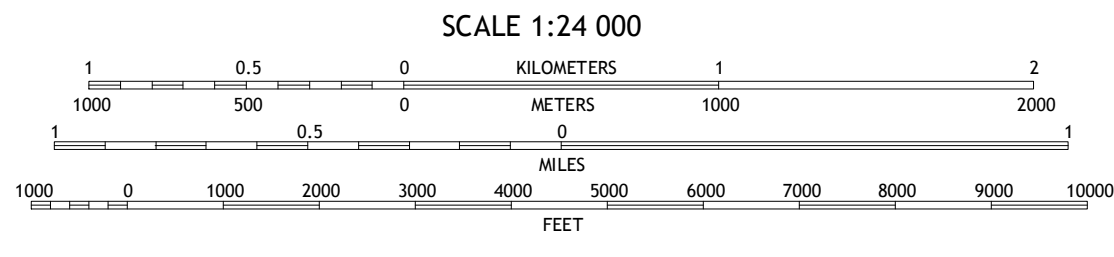 SCALE 1:24 000
1 0.5 0 KILOMETERS 1 2
1000 500 0 METERS 1000 2000
1 0.5 0 1
MILES
1000 0 1000 2000 3000 4000 5000 6000 7000 8000 9000 10000
FEET